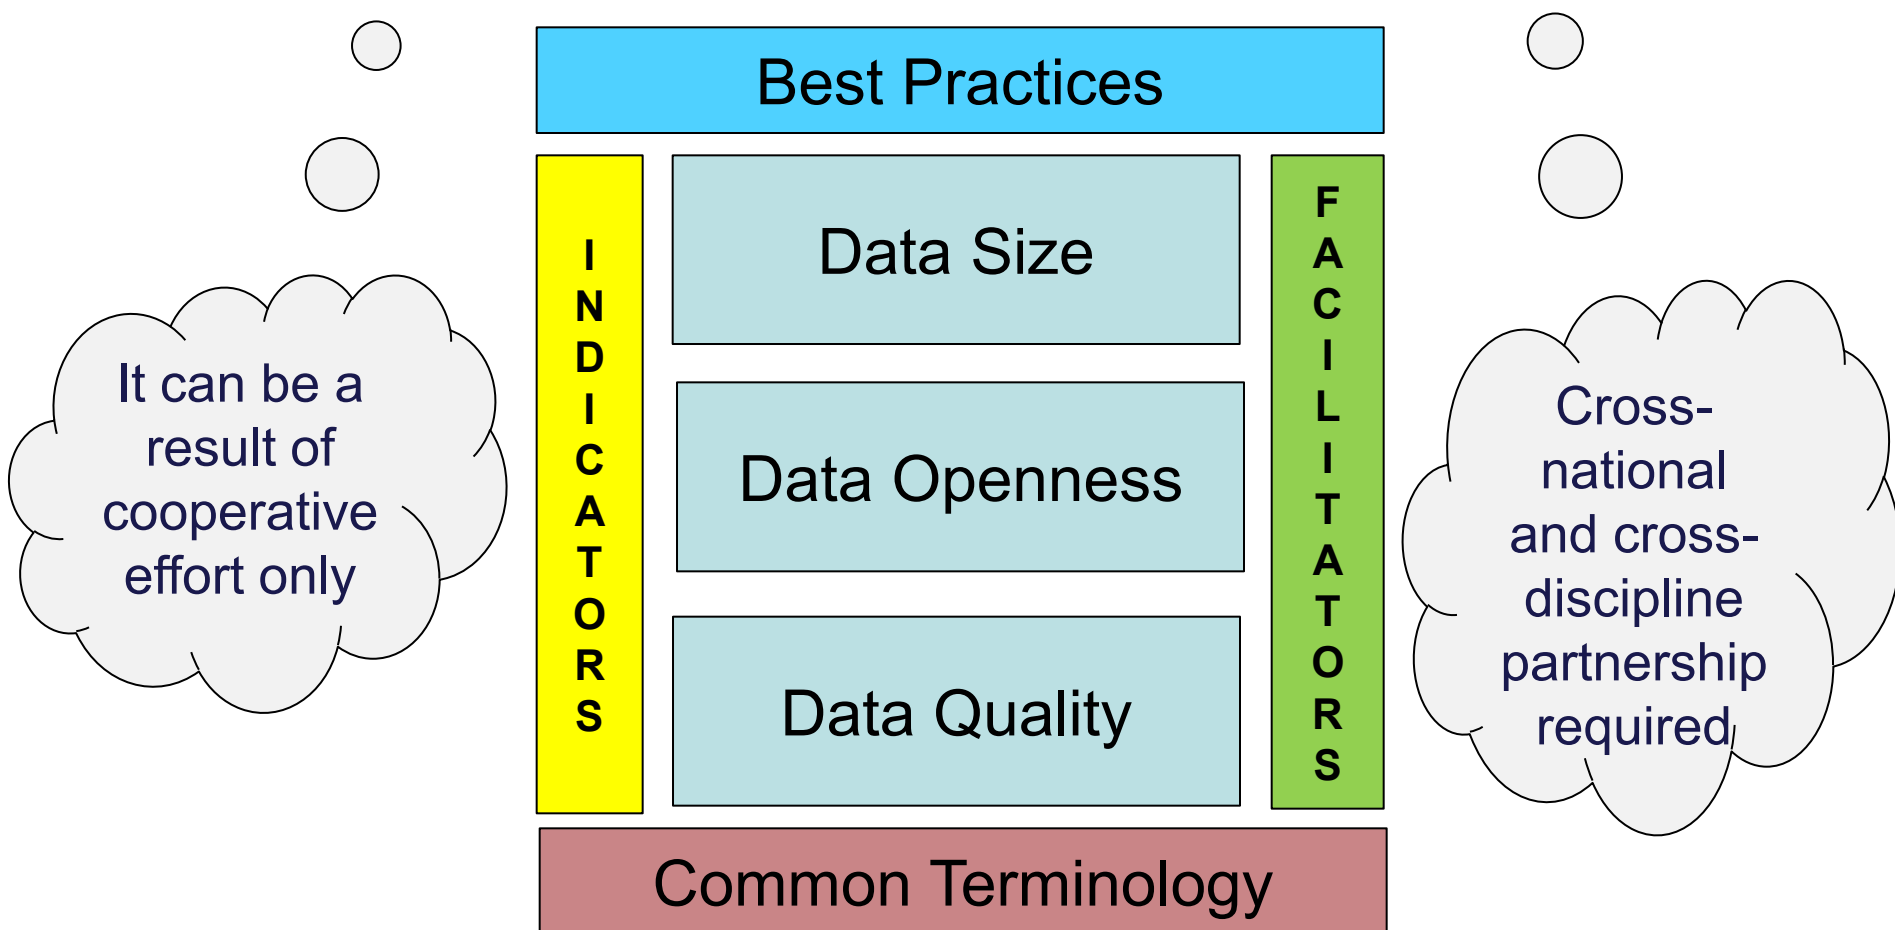 Best Practices
It can be a
result of
cooperative
effort only
INDICATORS
Data Size
Data Openness
Data Quality
FACILITATORS
Cross-
national
and cross-
discipline
partnership
required
Common Terminology